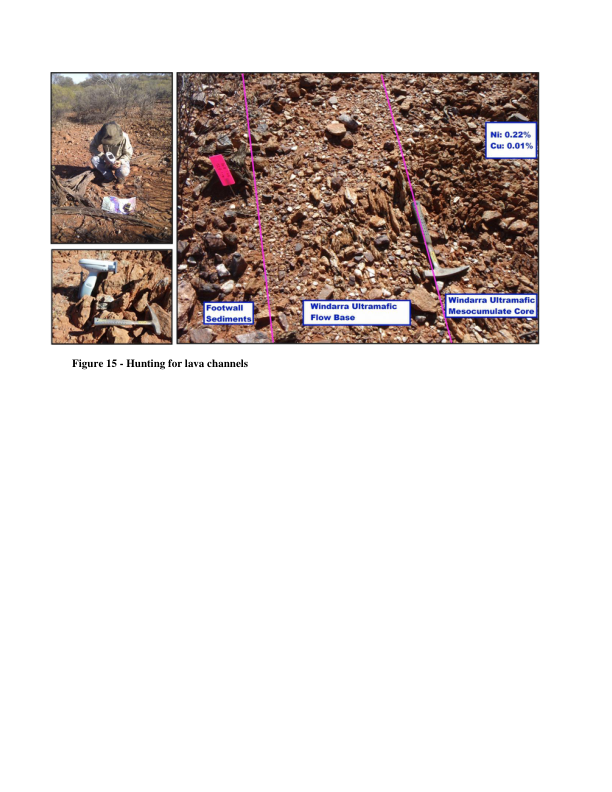 Ni: 0.22%
Cu: 0.01%
Footwall
Sediments
Windarra Ultramafic
Flow Base
Windarra Ultramafic
Mesocumulate Core
Figure 15 - Hunting for lava channels